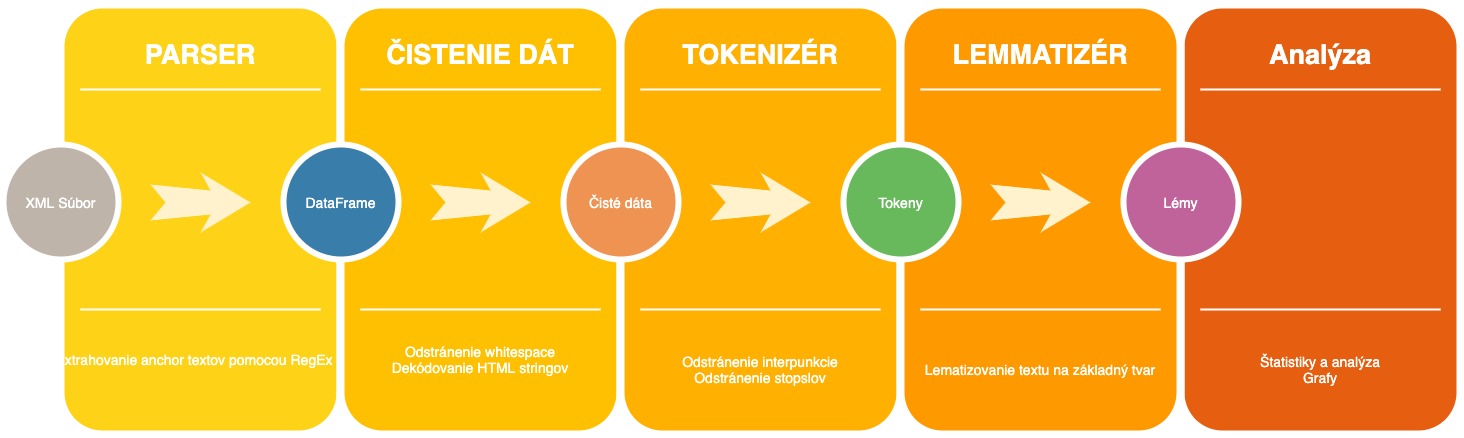 PARSER
ČISTENIE DÁT
TOKENIZÉR
LEMMATIZÉR
Analýza
XML Súbor
DataFrame
Čisté dáta
Tokeny
Lémy
xtrahovanie anchor textov pomocou RegEx
Odstránenie whitespace
Dekódovanie HTML stringov
Odstránenie interpunkcie
Odstránenie stopslov
Lematizovanie textu na základný tvar
Štatistiky a analýza
Grafy